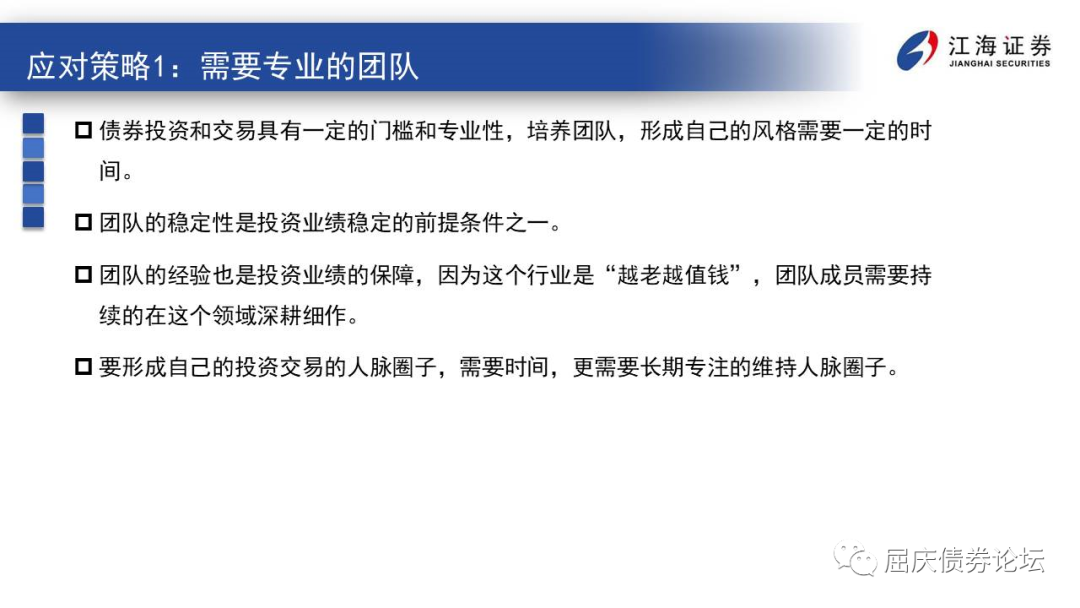 应对策略1：需要专业的团队
江海证券
JIANGHAI SECURITIES
债券投资和交易具有一定的门槛和专业性，培养团队，形成自己的风格需要一定的时
间。
团队的稳定性是投资业绩稳定的前提条件之一。
团队的经验也是投资业绩的保障，因为这个行业是“越老越值钱”，团队成员需要持
续的在这个领域深耕细作。
要形成自己的投资交易的人脉圈子，需要时间，更需要长期专注的维持人脉圈子。
屈庆债券论坛